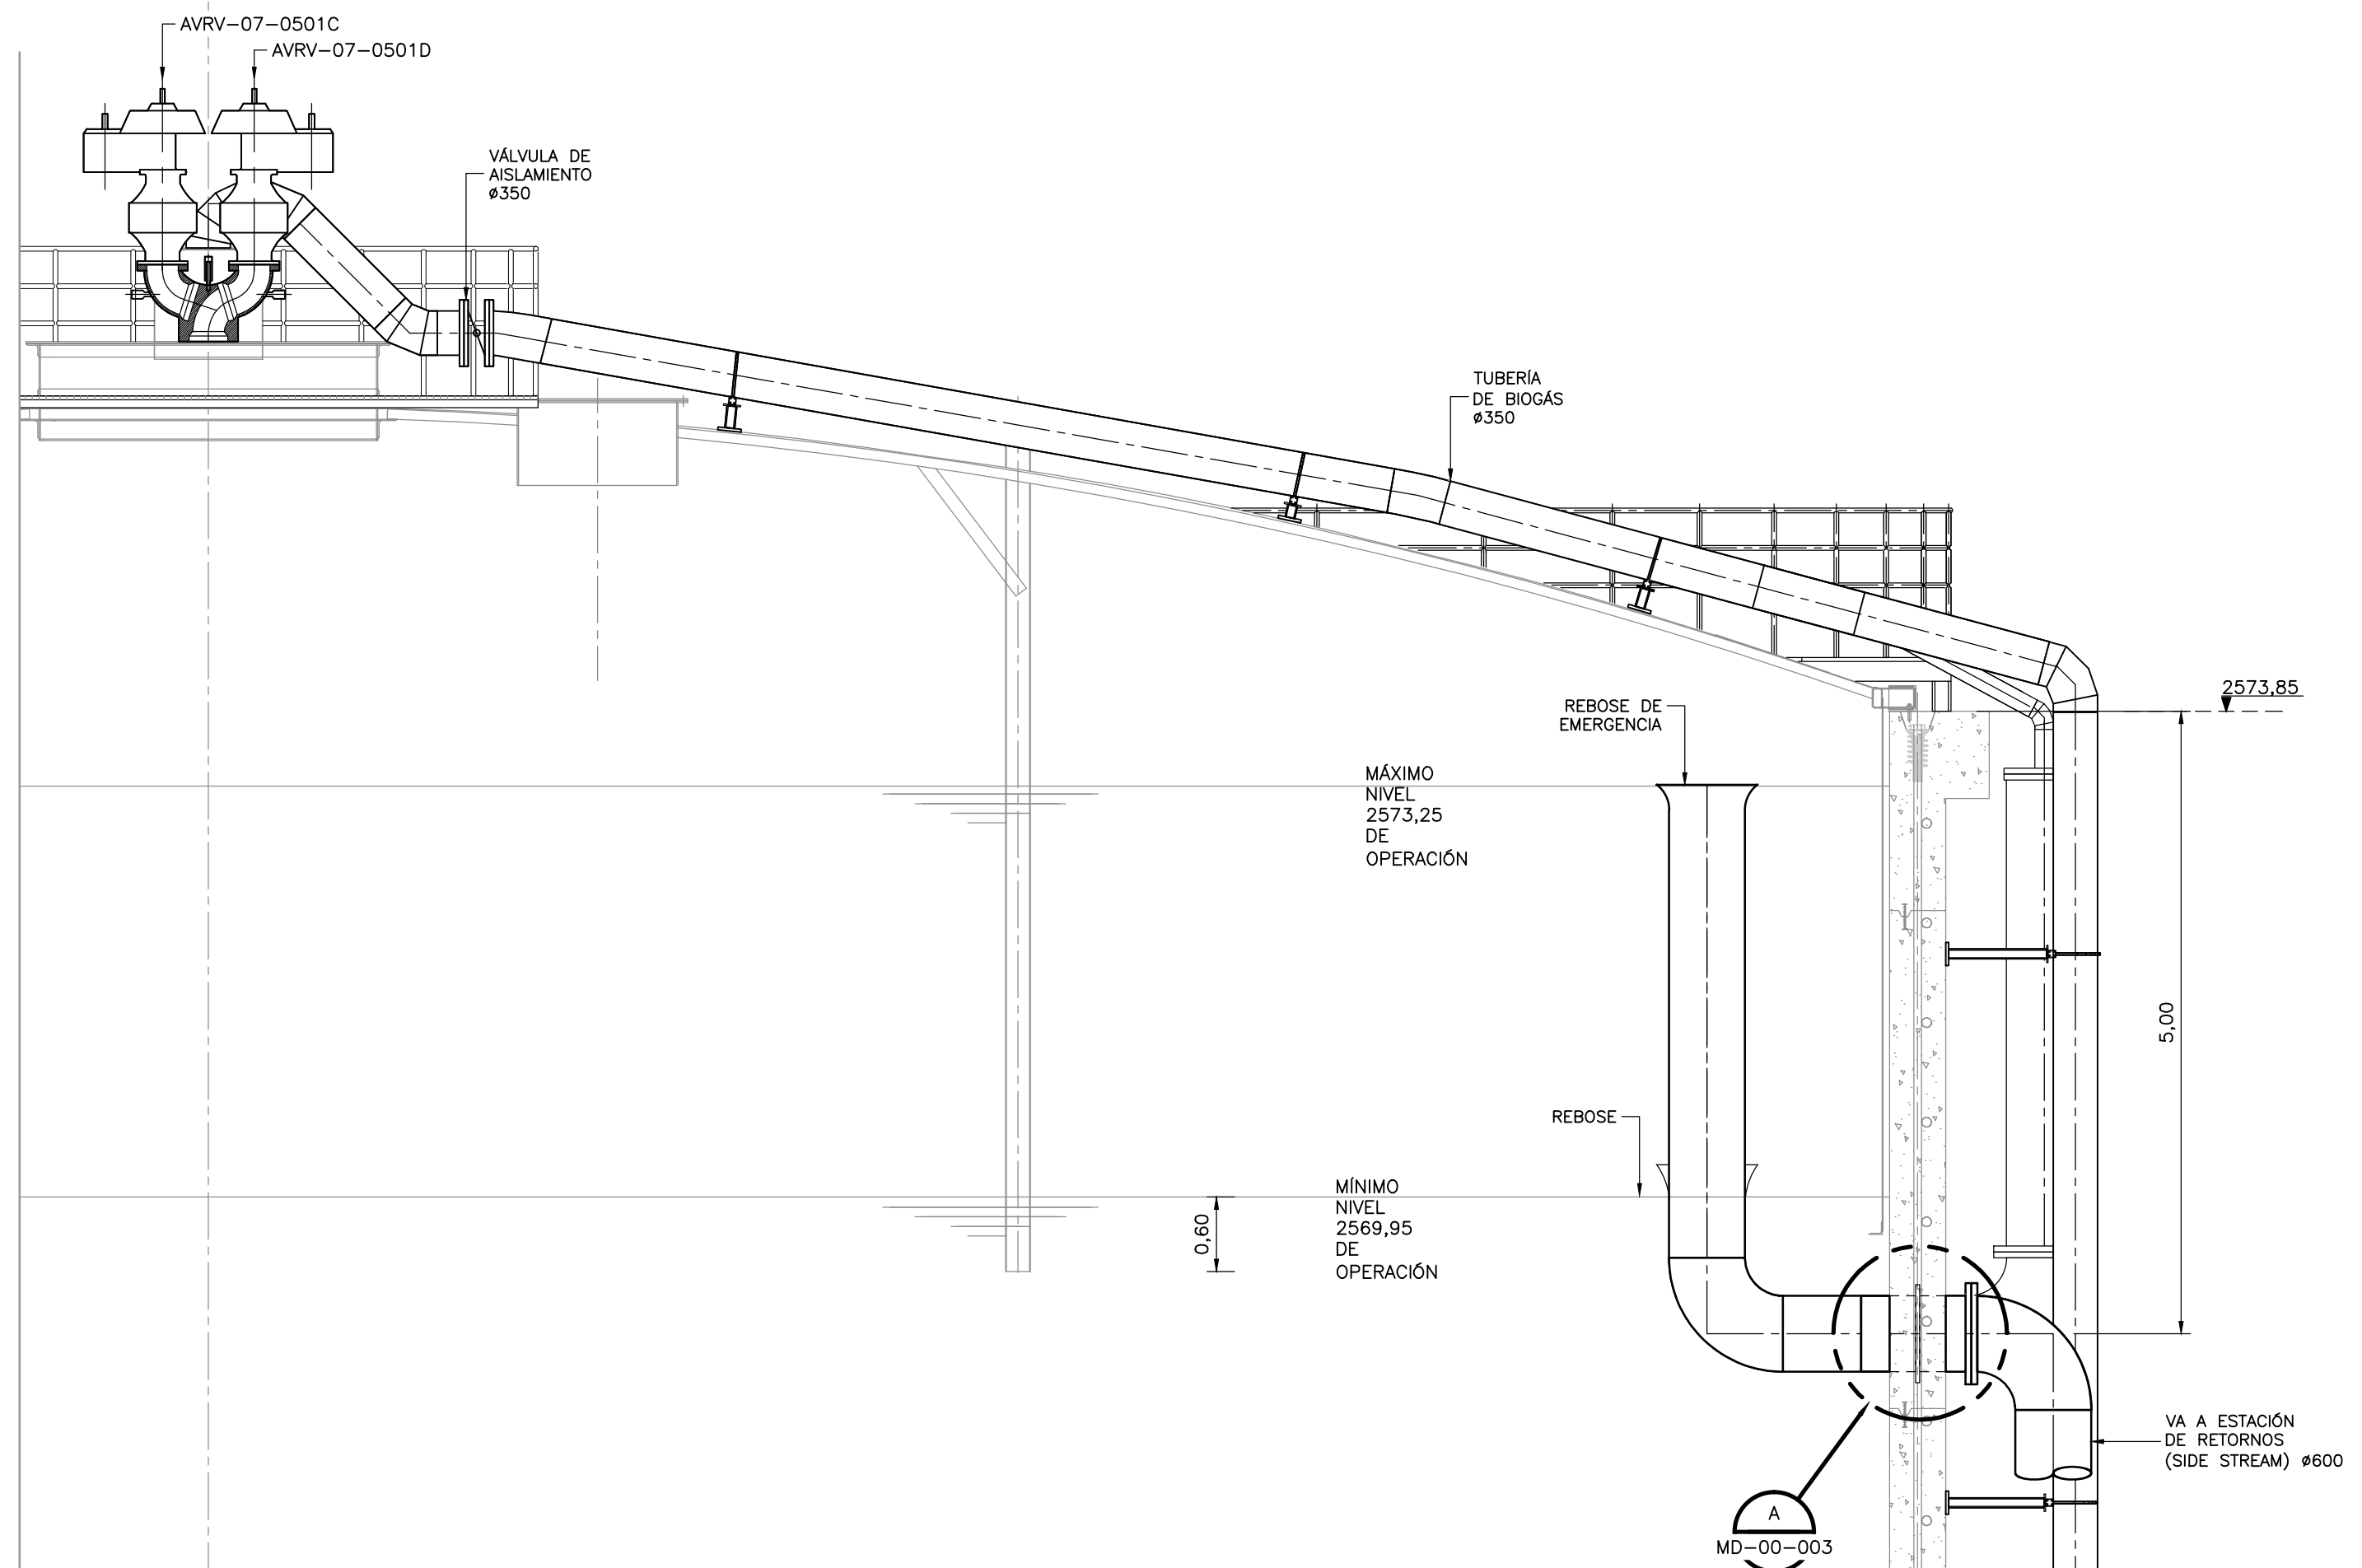 AVRV-07-0501C
AVRV-07-0501D
VÁLVULA DE
AISLAMIENTO
ø350
TUBERÍA
DE BIOGÁS
ø350
2573,85
REBOSE DE
EMERGENCIA
MÁXIMO
NIVEL
2573,25
DE
OPERACIÓN
5,00
REBOSE
MÍNIMO
NIVEL
2569,95
DE
OPERACIÓN
0,60
VA A ESTACIÓN
DE RETORNOS
(SIDE STREAM) ø600
A
MD-00-003